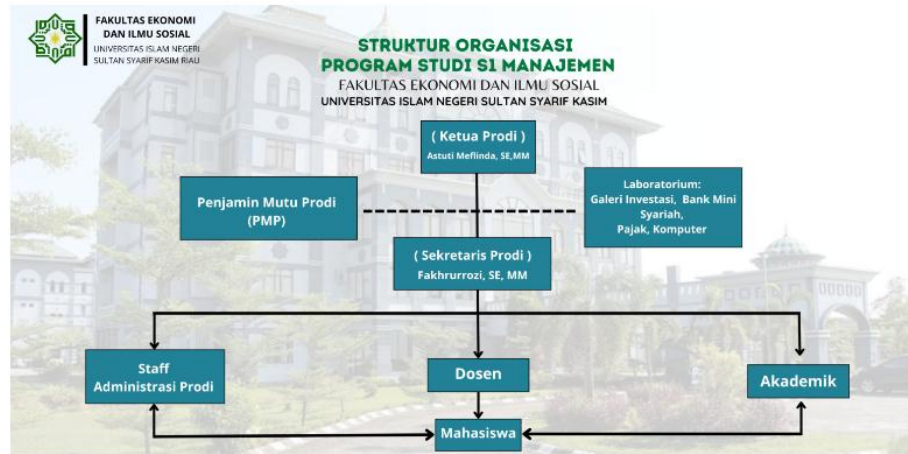 FAKULTAS EKONOMI
DAN ILMU SOSIAL
UNIVERSITAS ISLAM NEGERI
SULTAN SYARIF KASIM RIAU
STRUKTUR ORGANISASI
PROGRAM STUDI S1 MANAJEMEN
FAKULTAS EKONOMI DAN ILMU SOSIAL
UNIVERSITAS ISLAM NEGERI SULTAN SYARIF KASIM
( Ketua Prodi )
Astuti Meflinda, SE,MM
Penjamin Mutu Prodi
(PMP)
Laboratorium:
Galeri Investasi, Bank Mini
Syariah,
Pajak, Komputer
( Sekretaris Prodi )
Fakhrurrozi, SE, MM
Staff
Administrasi Prodi
Dosen
Akademik
Mahasiswa